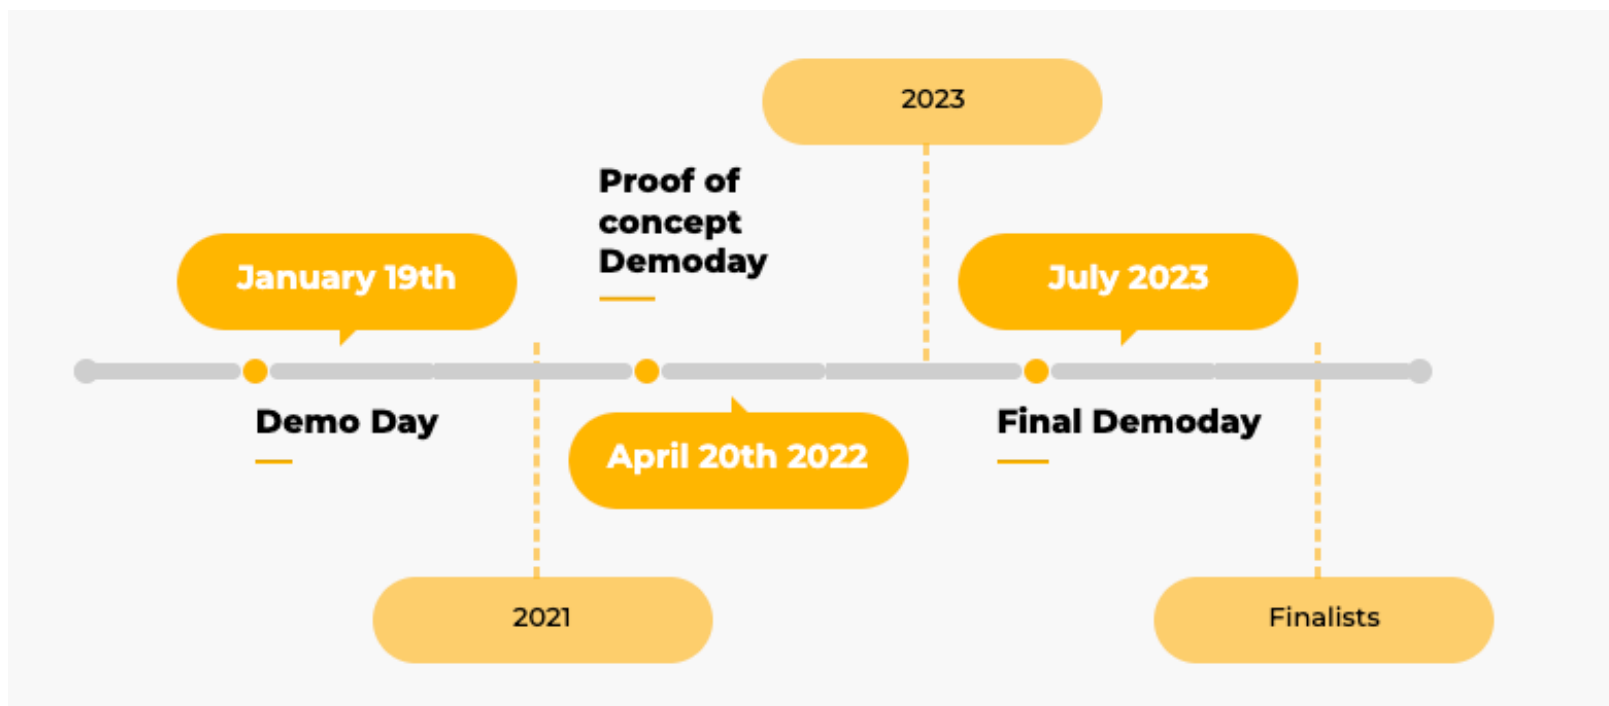 2023
Proof of
concept
Demoday
January 19th
July 2023
Demo Day
Final Demoday
April 20th 2022
2021
Finalists